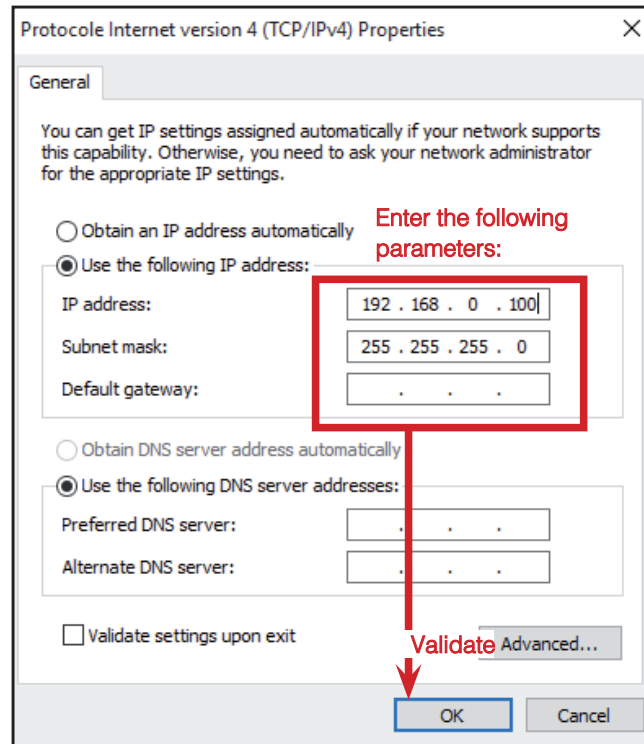 Protocole Internet version 4 (TCP/IPv4) Properties
General
You can get IP settings assigned automatically if your network supports
this capability. Otherwise, you need to ask your network administrator
for the appropriate IP settings.
Obtain an IP address automatically
Enter the following
parameters:
Use the following IP address:
IP address: 192 . 168 . 0 . 100
Subnet mask: 255 . 255 . 255 . 0
Default gateway: . . .
Obtain DNS server address automatically
Use the following DNS server addresses:
Preferred DNS server: . . .
Alternate DNS server: . . .
Validate settings upon exit
Validate
Advanced...
OK Cancel